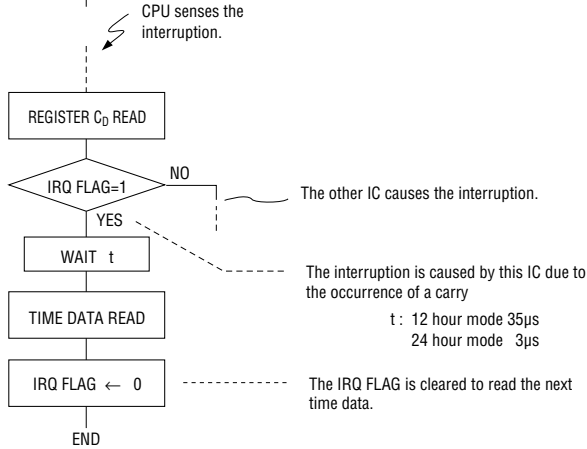 CPU senses the
interruption.
REGISTER C_D READ
IRQ FLAG=1
NO
The other IC causes the interruption.
YES
WAIT t
The interruption is caused by this IC due to
the occurrence of a carry
t : 12 hour mode 35μs
24 hour mode 3μs
TIME DATA READ
IRQ FLAG ← 0
The IRQ FLAG is cleared to read the next
time data.
END